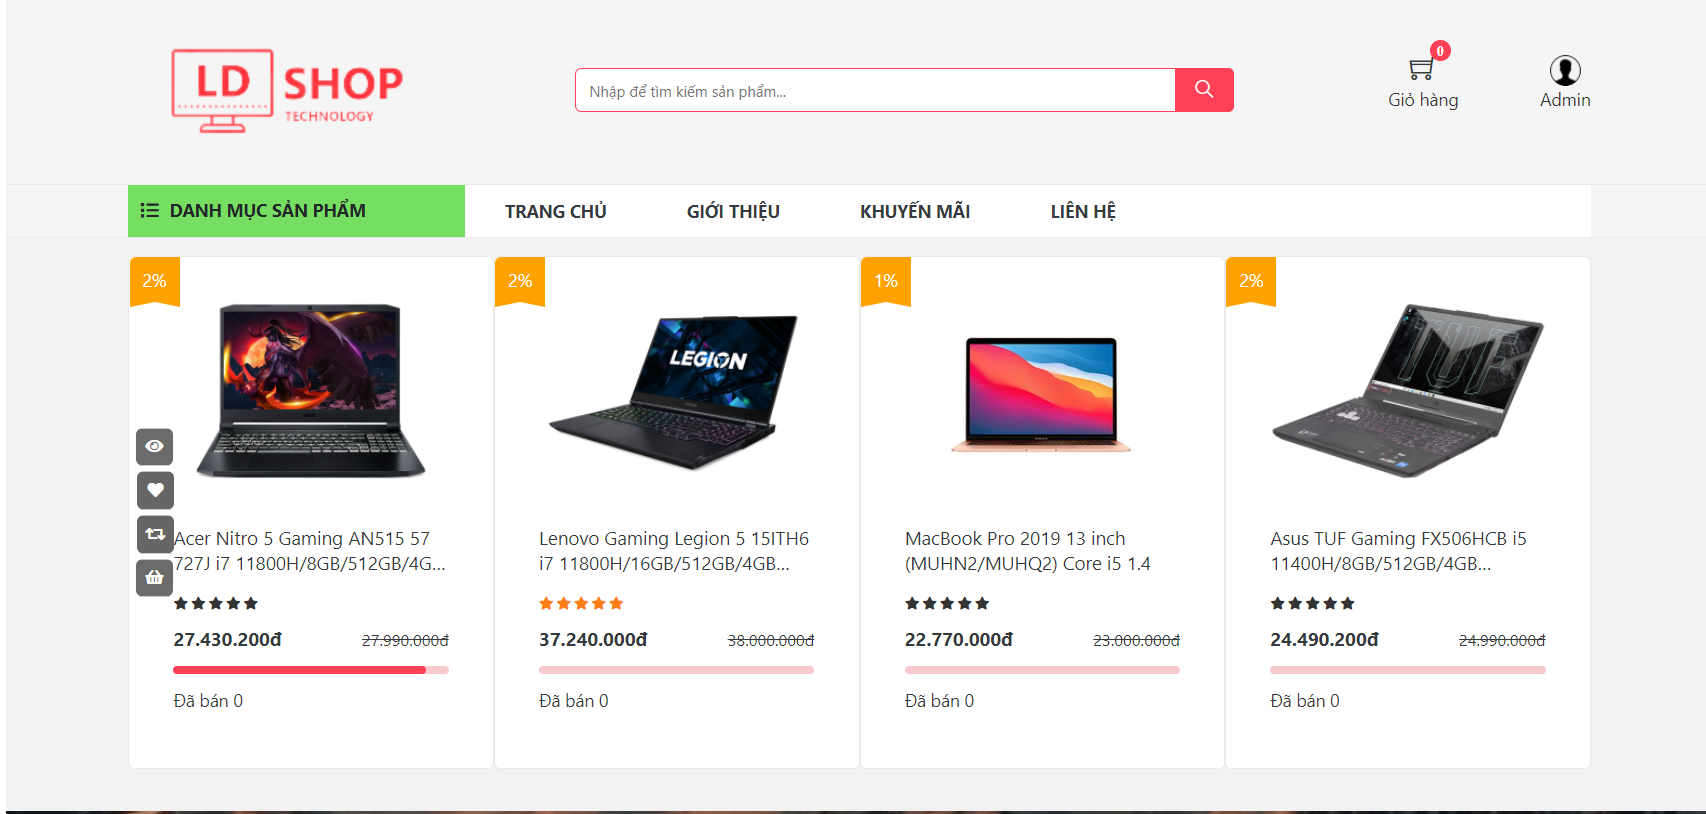 LD SHOP
TECHNOLOGY
Nhập để tìm kiếm sản phẩm...
0
Giỏ hàng
Admin
DANH MỤC SẢN PHẨM
TRANG CHỦ
GIỚI THIỆU
KHUYẾN MÃI
LIÊN HỆ
2%
Acer Nitro 5 Gaming AN515 57
727J i7 11800H/8GB/512GB/4G...
27.430.200đ
27.990.000đ
Đã bán 0
2%
LEGION
Lenovo Gaming Legion 5 15ITH6
i7 11800H/16GB/512GB/4GB...
37.240.000đ
38.000.000đ
Đã bán 0
1%
MacBook Pro 2019 13 inch
(MUHN2/MUHQ2) Core i5 1.4
22.770.000đ
23.000.000đ
Đã bán 0
2%
TUF
Asus TUF Gaming FX506HCB i5
11400H/8GB/512GB/4GB...
24.490.200đ
24.990.000đ
Đã bán 0